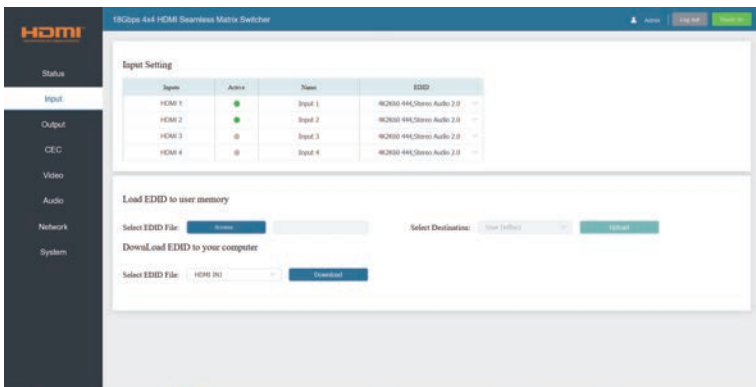 HDMI
18Gbps 4x4 HDMI Seamless Matrix Switcher
Admin
Log out
Status
Input
Output
CEC
Video
Audio
Network
System
Input Setting
Inputs Active Name EDID
HDMI 1 Input 1 4K2K60 444,Stereo Audio 2.0
HDMI 2 Input 2 4K2K60 444,Stereo Audio 2.0
HDMI 3 Input 3 4K2K60 444,Stereo Audio 2.0
HDMI 4 Input 4 4K2K60 444,Stereo Audio 2.0
Load EDID to user memory
Select EDID File: Browse Select Destination: Upload
DownLoad EDID to your computer
Select EDID File: HDMI IN1 Download